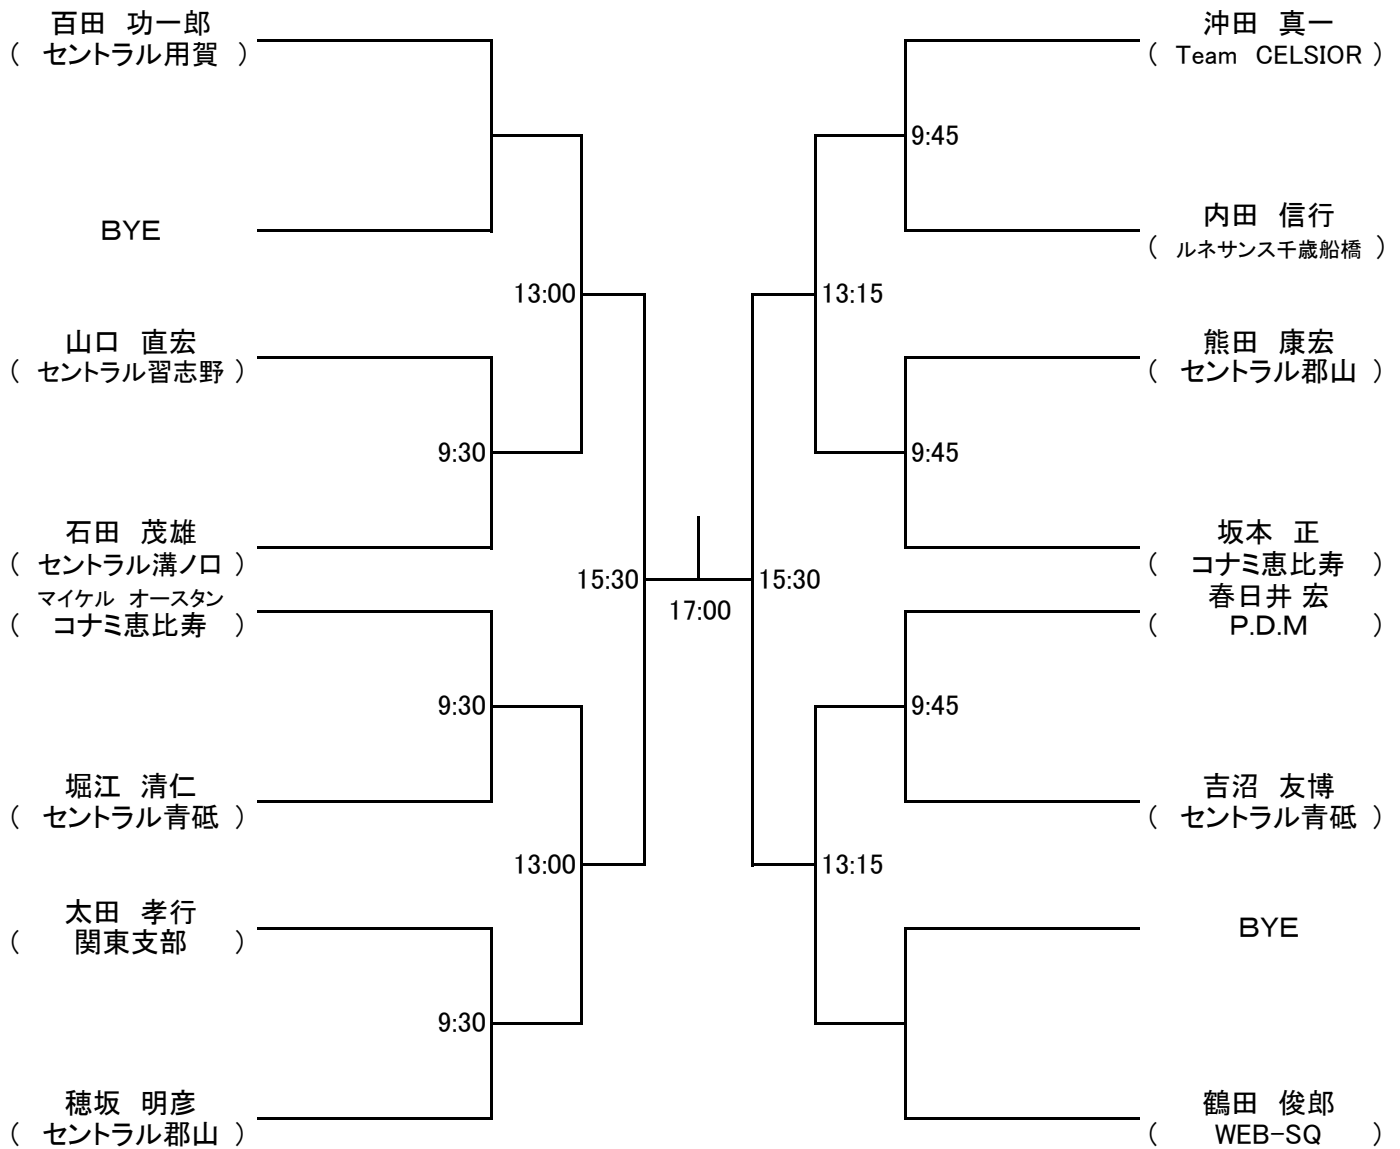 百田　功一郎
（　セントラル用賀　）
BYE
13:00
山口　直宏
（　セントラル習志野　）
9:30
石田　茂雄
（　セントラル溝ノ口　）
マイケル　オースタン
（　コナミ恵比寿　）
9:30
堀江　清仁
（　セントラル青砥　）
13:00
太田　孝行
（　関東支部　）
9:30
穂坂　明彦
（　セントラル郡山　）
15:30
17:00
15:30
沖田　真一
（　Team　CELSIOR　）
9:45
内田　信行
（　ルネサンス千歳船橋　）
13:15
熊田　康宏
（　セントラル郡山　）
9:45
坂本　正
（　コナミ恵比寿　）
春日井 宏
（　P.D.M　）
9:45
吉沼　友博
（　セントラル青砥　）
13:15
BYE
鶴田　俊郎
（　WEB-SQ　）